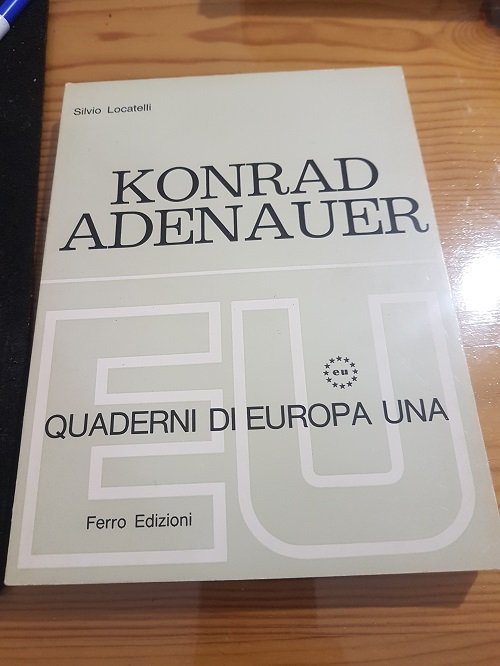 Silvio Locatelli
KONRAD
ADENAUER
EU
eu
QUADERNI DI EUROPA UNA
Ferro Edizioni